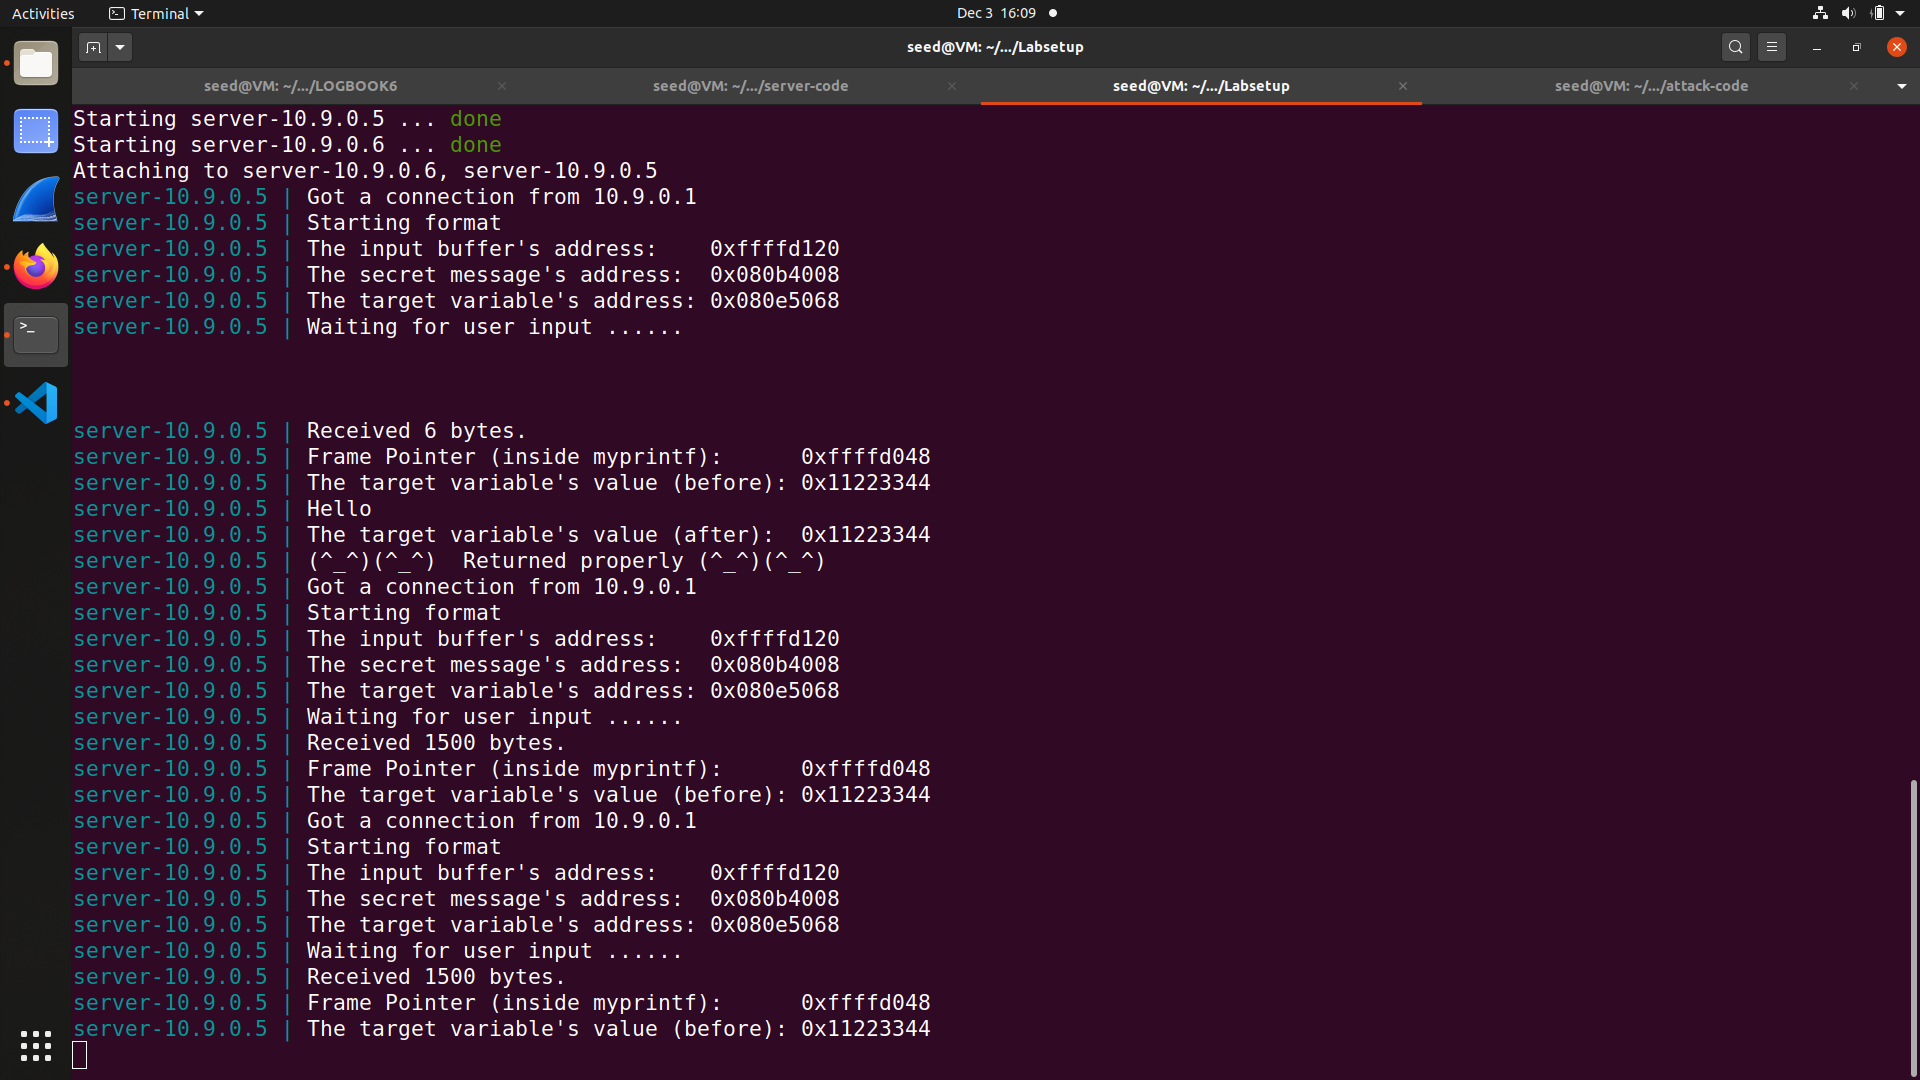 Activities
Terminal
Dec 3 16:09
seed@VM: ~/.../Labsetup
seed@VM: ~/.../LOGBOOK6
seed@VM: ~/.../server-code
seed@VM: ~/.../Labsetup
seed@VM: ~/.../attack-code
Starting server-10.9.0.5 ... done
Starting server-10.9.0.6 ... done
Attaching to server-10.9.0.6, server-10.9.0.5
server-10.9.0.5 | Got a connection from 10.9.0.1
server-10.9.0.5 | Starting format
server-10.9.0.5 | The input buffer's address:    0xffffd120
server-10.9.0.5 | The secret message's address:  0x080b4008
server-10.9.0.5 | The target variable's address: 0x080e5068
server-10.9.0.5 | Waiting for user input ......
server-10.9.0.5 | Received 6 bytes.
server-10.9.0.5 | Frame Pointer (inside myprintf):      0xffffd048
server-10.9.0.5 | The target variable's value (before): 0x11223344
server-10.9.0.5 | Hello
server-10.9.0.5 | The target variable's value (after):  0x11223344
server-10.9.0.5 | (^_^)(^_^)  Returned properly (^_^)(^_^)
server-10.9.0.5 | Got a connection from 10.9.0.1
server-10.9.0.5 | Starting format
server-10.9.0.5 | The input buffer's address:    0xffffd120
server-10.9.0.5 | The secret message's address:  0x080b4008
server-10.9.0.5 | The target variable's address: 0x080e5068
server-10.9.0.5 | Waiting for user input ......
server-10.9.0.5 | Received 1500 bytes.
server-10.9.0.5 | Frame Pointer (inside myprintf):      0xffffd048
server-10.9.0.5 | The target variable's value (before): 0x11223344
server-10.9.0.5 | Got a connection from 10.9.0.1
server-10.9.0.5 | Starting format
server-10.9.0.5 | The input buffer's address:    0xffffd120
server-10.9.0.5 | The secret message's address:  0x080b4008
server-10.9.0.5 | The target variable's address: 0x080e5068
server-10.9.0.5 | Waiting for user input ......
server-10.9.0.5 | Received 1500 bytes.
server-10.9.0.5 | Frame Pointer (inside myprintf):      0xffffd048
server-10.9.0.5 | The target variable's value (before): 0x11223344